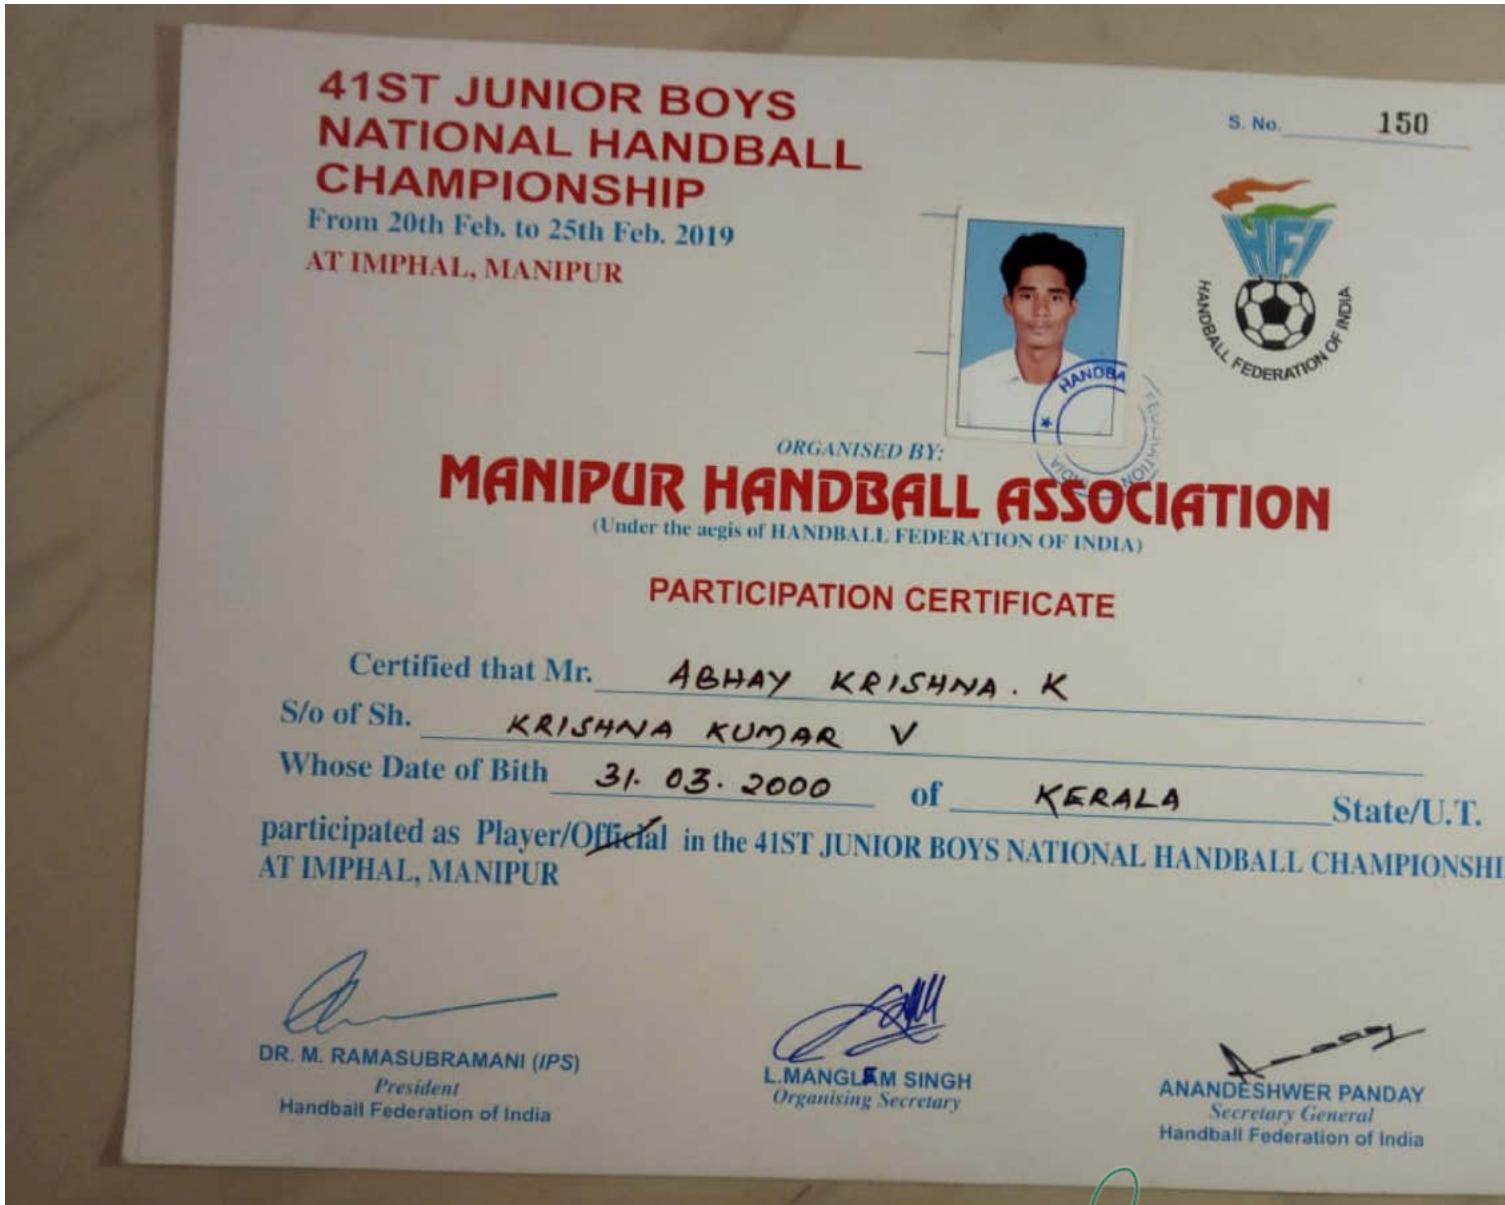 41ST JUNIOR BOYS
NATIONAL HANDBALL
CHAMPIONSHIP
From 20th Feb. to 25th Feb. 2019
AT IMPHAL, MANIPUR
S. No. 150
HFI
HANDBALL FEDERATION OF INDIA
HANDBA
INDIA
ORGANISED BY:
MANIPUR HANDBALL ASSOCIATION
(Under the aegis of HANDBALL FEDERATION OF INDIA)
PARTICIPATION CERTIFICATE
Certified that Mr. ABHAY KRISHNA. K
S/o of Sh. KRISHNA KUMAR V
Whose Date of Bith 31. 03. 2000 of KERALA State/U.T.
participated as Player/Official in the 41ST JUNIOR BOYS NATIONAL HANDBALL CHAMPIONSHI
AT IMPHAL, MANIPUR
DR. M. RAMASUBRAMANI (IPS)
President
Handball Federation of India
L.MANGLEM SINGH
Organising Secretary
ANANDESHWER PANDAY
Secretary General
Handball Federation of India